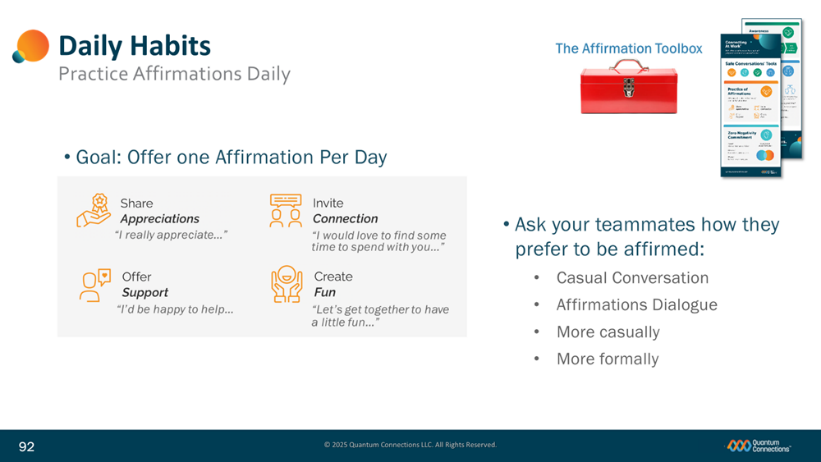 Daily Habits
Practice Affirmations Daily
The Affirmation Toolbox
Connecting
At Work
Safe Conversations Tools
Practice of
Affirmations
Zero Negativity
Commitment
Awareness
• Goal: Offer one Affirmation Per Day
Share
Appreciations
“I really appreciate…”
Invite
Connection
“I would love to find some
time to spend with you…”
Offer
Support
“I’d be happy to help…
Create
Fun
“Let’s get together to have
a little fun…”
• Ask your teammates how they
prefer to be affirmed:
• Casual Conversation
• Affirmations Dialogue
• More casually
• More formally
92
© 2025 Quantum Connections LLC. All Rights Reserved.
Quantum
Connections™